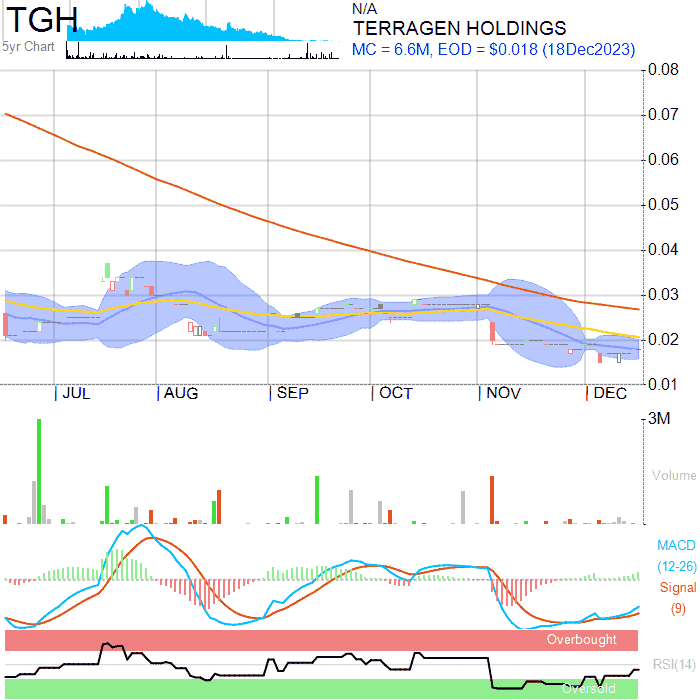 TGH
5yr Chart
N/A
TERRAGEN HOLDINGS
MC = 6.6M, EOD = $0.018 (18Dec2023)
0.08
0.07
0.06
0.05
0.04
0.03
0.02
0.01
JUL AUG SEP OCT NOV DEC
3M
Volume
MACD
(12-26)
Signal
(9)
Overbought
RSI(14)
Oversold